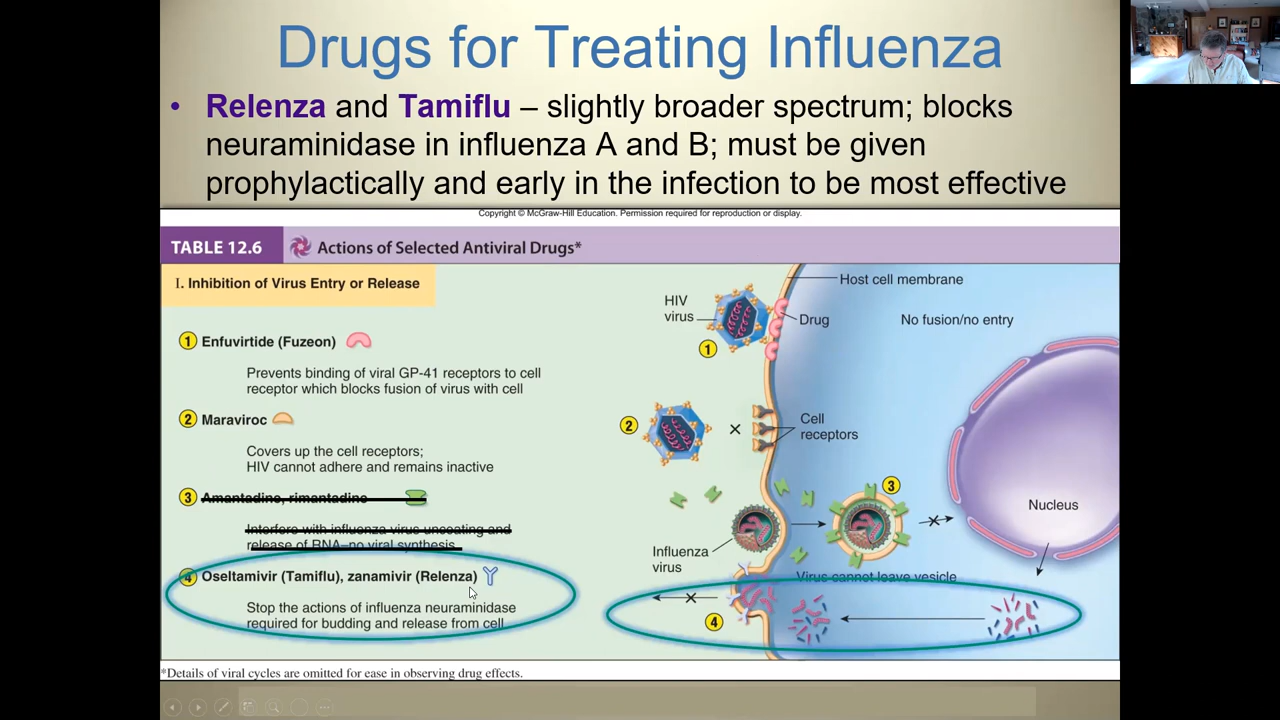 Drugs for Treating Influenza
• Relenza and Tamiflu – slightly broader spectrum; blocks
neuraminidase in influenza A and B; must be given
prophylactically and early in the infection to be most effective
Copyright © McGraw-Hill Education. Permission required for reproduction or display.
TABLE 12.6 Actions of Selected Antiviral Drugs*
I. Inhibition of Virus Entry or Release
1 Enfuvirtide (Fuzeon)
Prevents binding of viral GP-41 receptors to cell
receptor which blocks fusion of virus with cell
2 Maraviroc
Covers up the cell receptors;
HIV cannot adhere and remains inactive
3 Amantadine, rimantadine
Interfere with influenza virus uncoating and
release of RNA–no viral synthesis
4 Oseltamivir (Tamiflu), zanamivir (Relenza)
Stop the actions of influenza neuraminidase
required for budding and release from cell
Host cell membrane
HIV
virus
Drug
No fusion/no entry
1
2
Cell
receptors
3
Nucleus
Influenza
virus
Virus cannot leave vesicle
4
*Details of viral cycles are omitted for ease in observing drug effects.